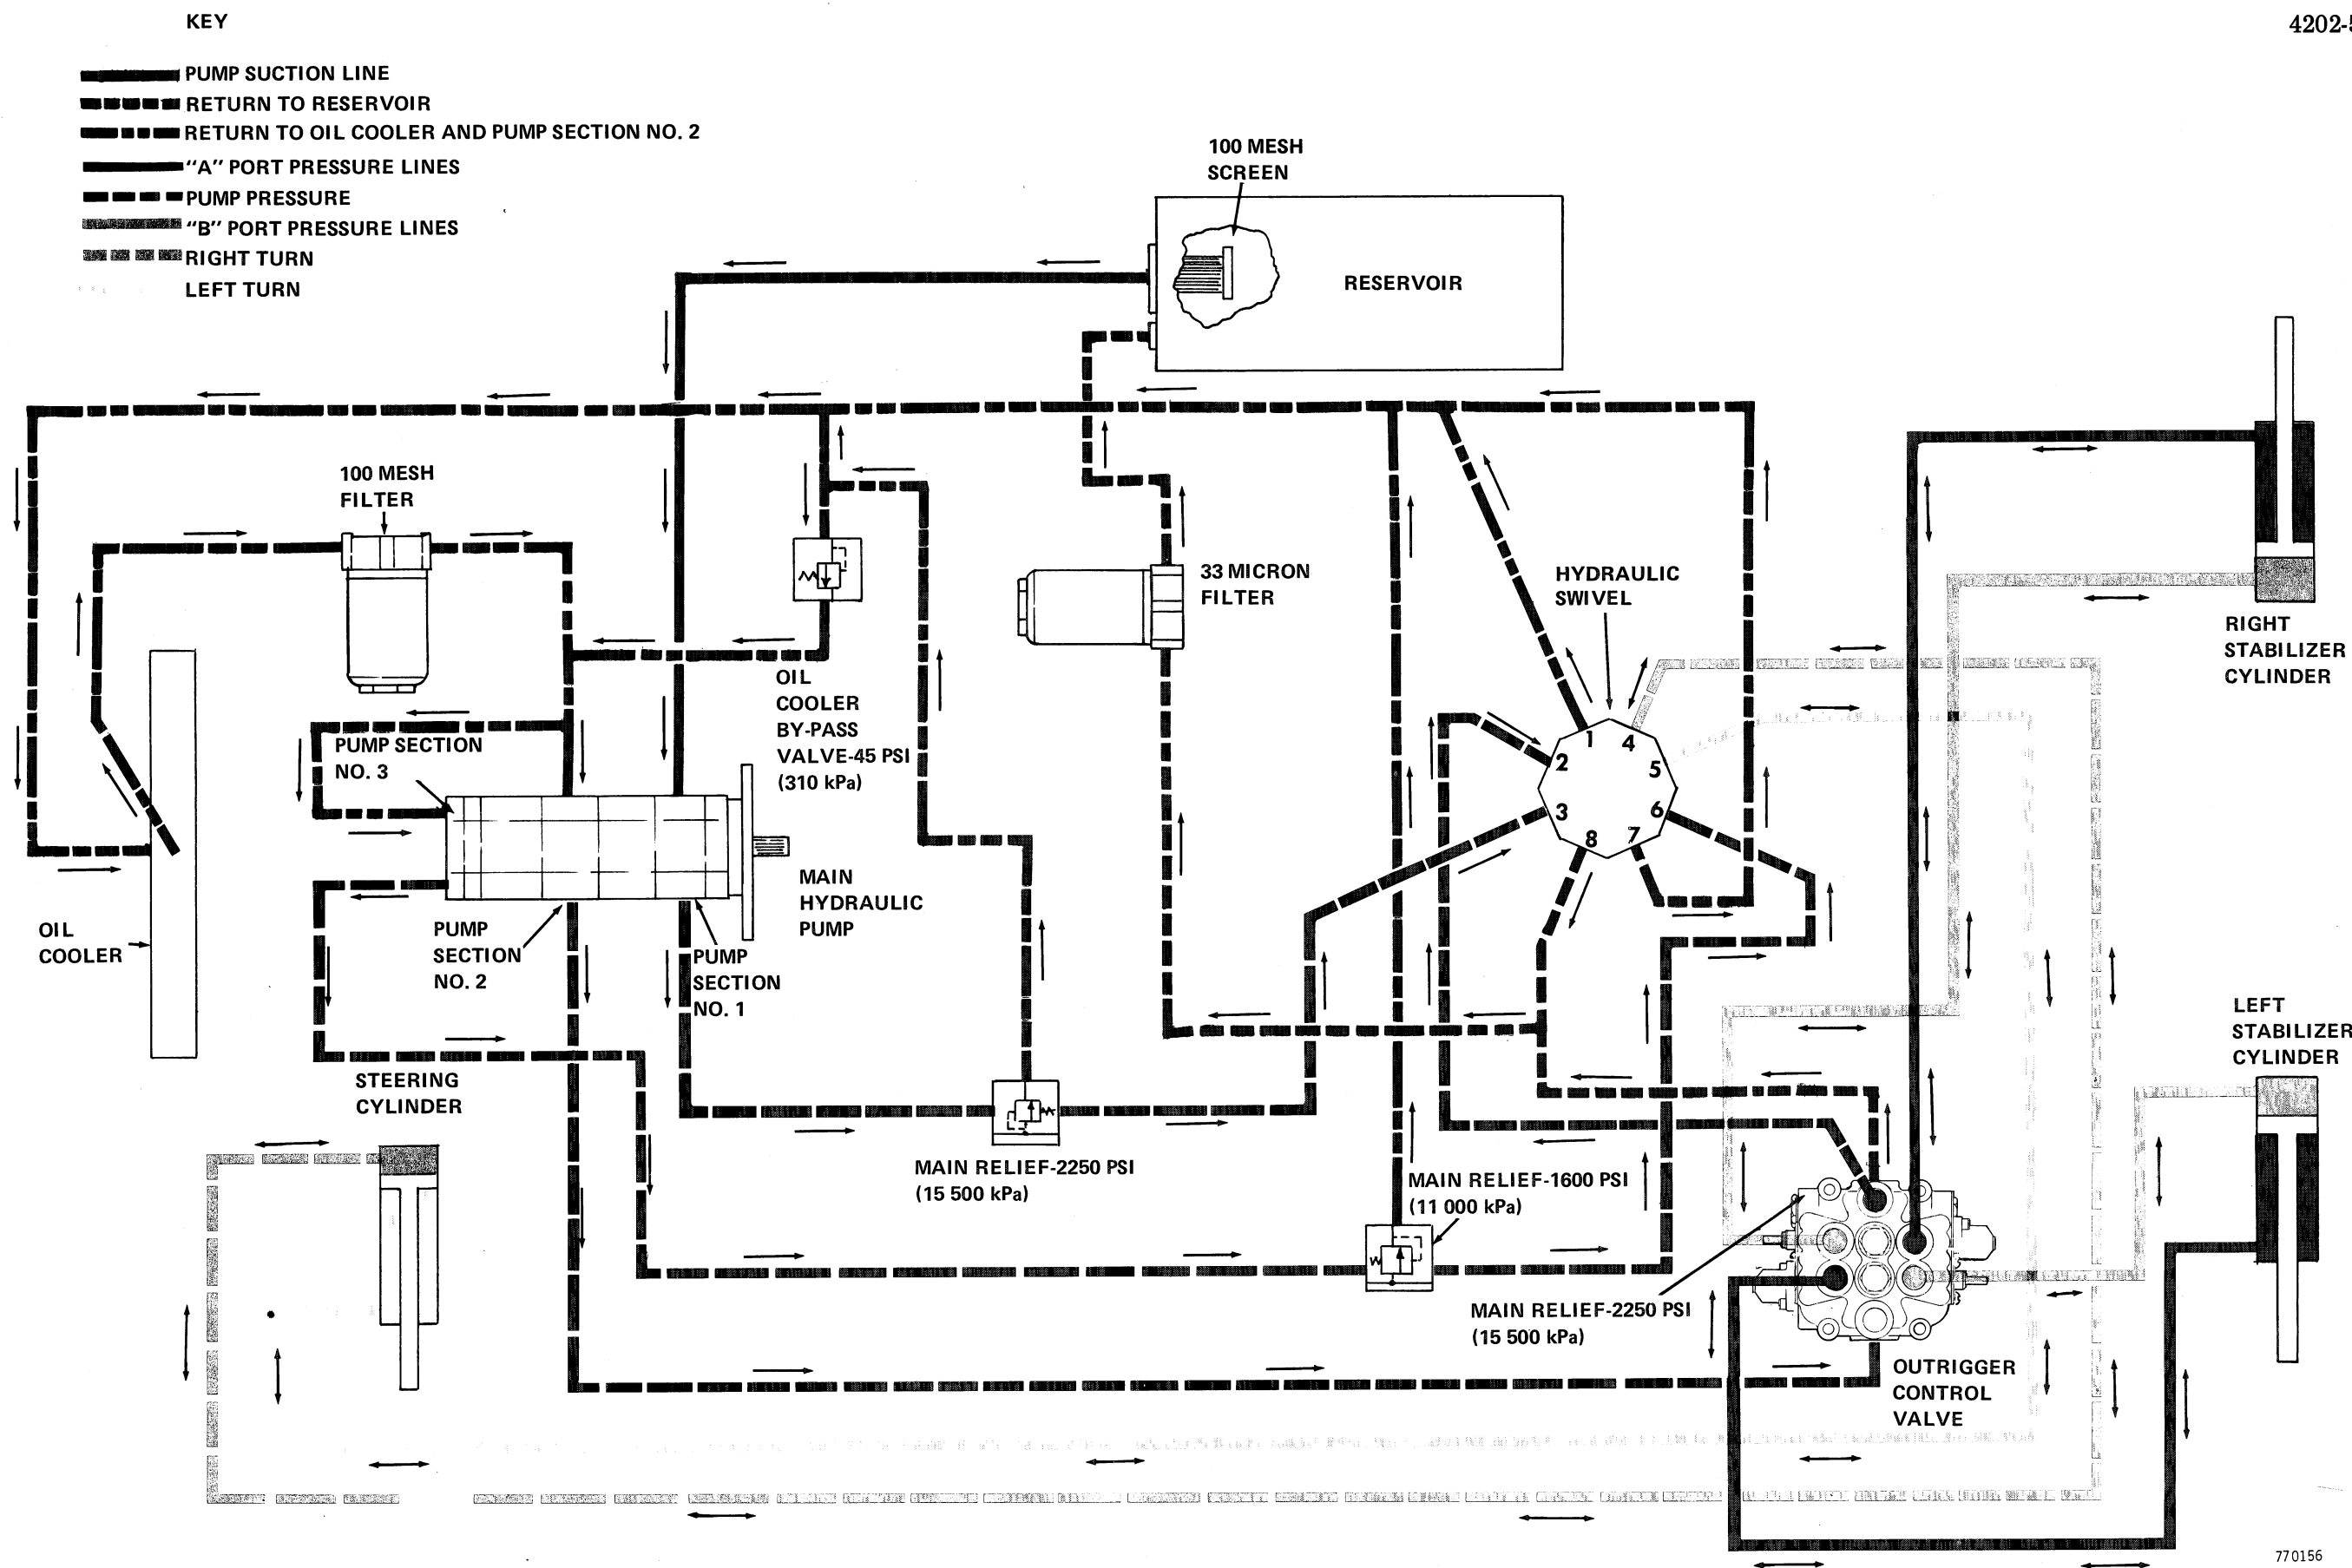 KEY
4202-5
PUMP SUCTION LINE
RETURN TO RESERVOIR
RETURN TO OIL COOLER AND PUMP SECTION NO. 2
"A" PORT PRESSURE LINES
PUMP PRESSURE
"B" PORT PRESSURE LINES
RIGHT TURN
LEFT TURN
100 MESH
SCREEN
RESERVOIR
100 MESH
FILTER
33 MICRON
FILTER
HYDRAULIC
SWIVEL
RIGHT
STABILIZER
CYLINDER
OIL
COOLER
BY-PASS
VALVE-45 PSI
(310 kPa)
PUMP SECTION
NO. 3
1
4
2
5
3
6
8
7
MAIN
HYDRAULIC
PUMP
OIL
COOLER
PUMP
SECTION
NO. 2
PUMP
SECTION
NO. 1
LEFT
STABILIZER
CYLINDER
STEERING
CYLINDER
MAIN RELIEF-2250 PSI
(15 500 kPa)
MAIN RELIEF-1600 PSI
(11 000 kPa)
MAIN RELIEF-2250 PSI
(15 500 kPa)
OUTRIGGER
CONTROL
VALVE
770156